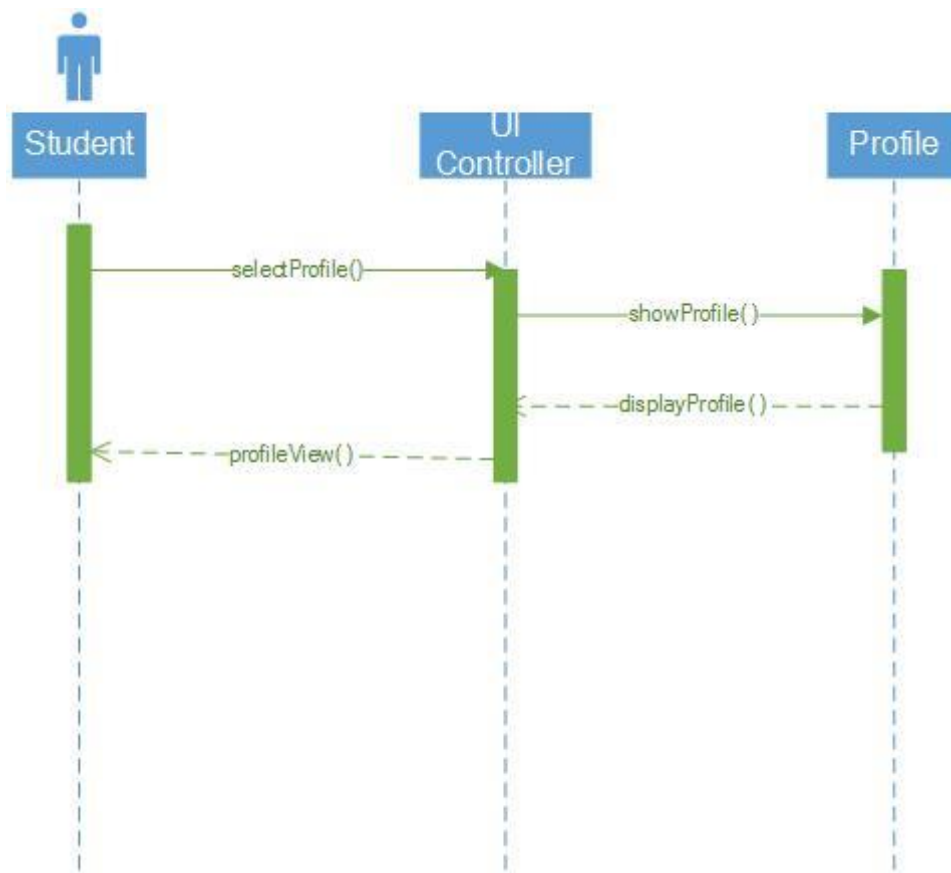 Student
UI
Controller
Profile
selectProfile()
showProfile( )
displayProfile( )
profileView( )